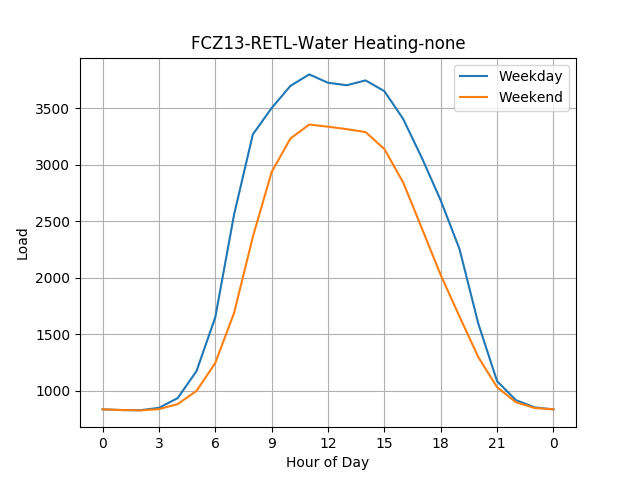 FCZ13-RETL-Water Heating-none
Weekday
Weekend
Load
3500
3000
2500
2000
1500
1000
0 3 6 9 12 15 18 21 0
Hour of Day